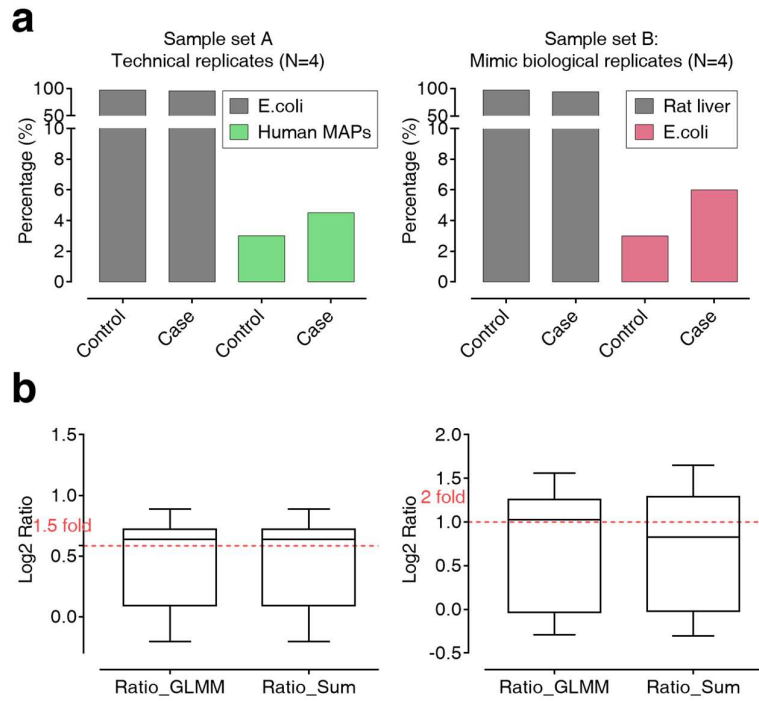 a
Sample set A
Technical replicates (N=4)
Percentage (%)
100
50
10
8
6
4
2
0
E.coli
Human MAPs
Control
Case
Control
Case
Sample set B:
Mimic biological replicates (N=4)
Percentage (%)
100
50
10
8
6
4
2
0
Rat liver
E.coli
Control
Case
Control
Case
b
Log2 Ratio
1.5
1.0
0.5
0.0
1.5 fold
Ratio_GLMM
Ratio_Sum
Log2 Ratio
2.0
1.5
1.0
0.5
0.0
-0.5
2 fold
Ratio_GLMM
Ratio_Sum